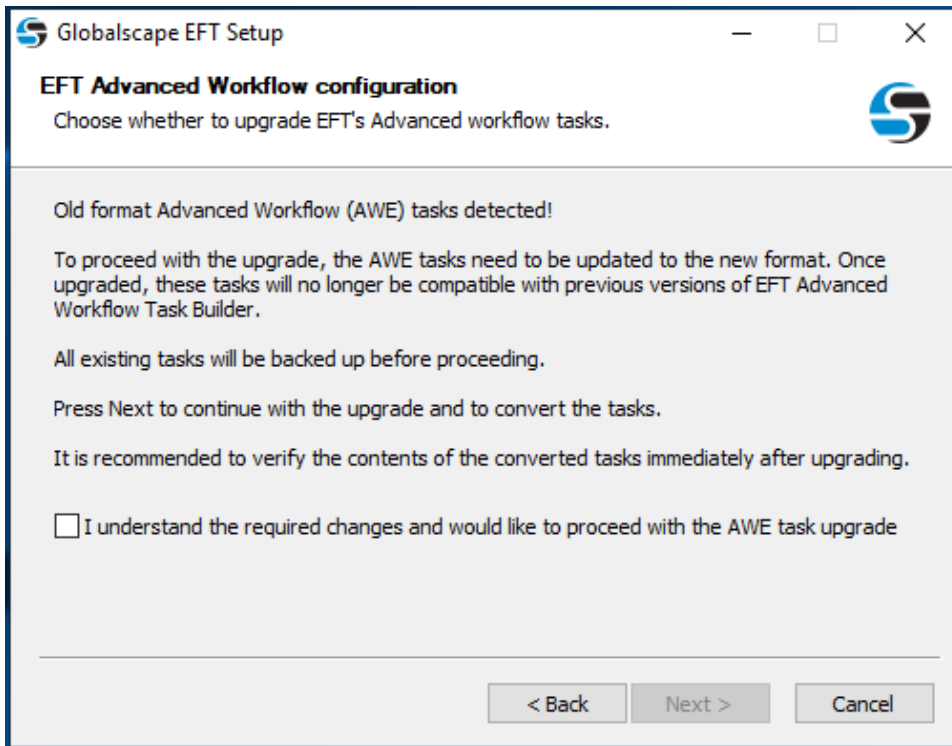 Globalscape EFT Setup
EFT Advanced Workflow configuration
Choose whether to upgrade EFT's Advanced workflow tasks.
Old format Advanced Workflow (AWE) tasks detected!
To proceed with the upgrade, the AWE tasks need to be updated to the new format. Once
upgraded, these tasks will no longer be compatible with previous versions of EFT Advanced
Workflow Task Builder.
All existing tasks will be backed up before proceeding.
Press Next to continue with the upgrade and to convert the tasks.
It is recommended to verify the contents of the converted tasks immediately after upgrading.
I understand the required changes and would like to proceed with the AWE task upgrade
< Back Next > Cancel